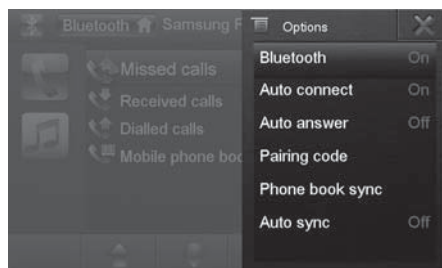 Bluetooth Samsung
Missed calls
Received calls
Dialled calls
Mobile phone
Options
Bluetooth On
Auto connect On
Auto answer Off
Pairing code
Phone book sync
Auto sync Off